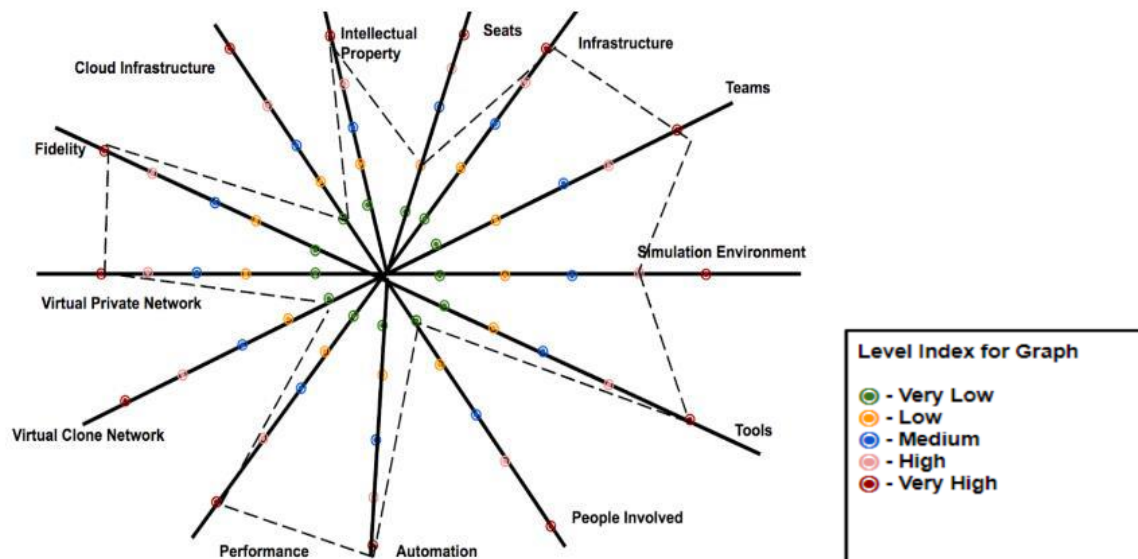 Intellectual
Property
Seats
Infrastructure
Cloud Infrastructure
Teams
Fidelity
Simulation Environment
Virtual Private Network
Virtual Clone Network
Tools
People Involved
Performance
Automation
Level Index for Graph
- Very Low
- Low
- Medium
- High
- Very High